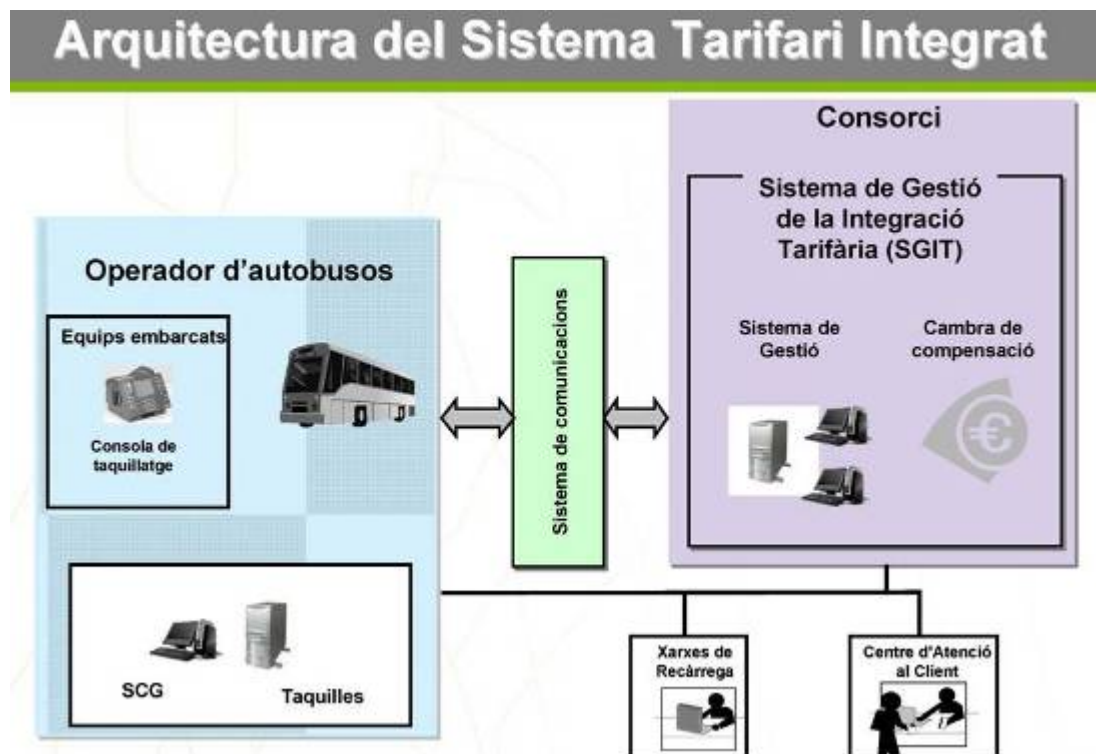 Arquitectura del Sistema Tarifari Integrat
Consorci
Sistema de Gestió
de la Integració
Tarifària (SGIT)
Sistema de
Gestió
Cambra de
compensació
Operador d'autobusos
Equips embarcats
Consola de
taquillatge
Sistema de comunicacions
SCG
Taquilles
Xarxes de
Recàrrega
Centre d'Atenció
al Client